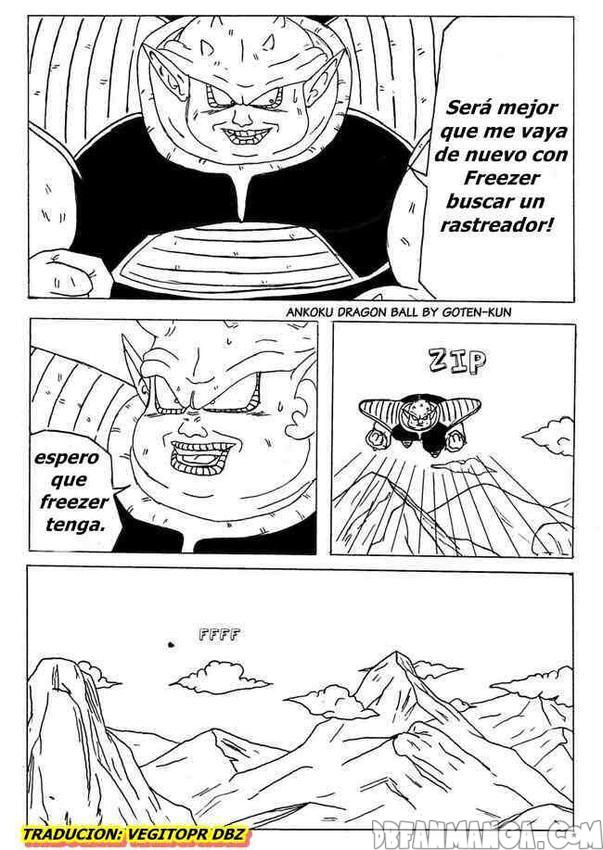 Será mejor
que me vaya
de nuevo con
Freezer
buscar un
rastreador!
ANKOKU DRAGON BALL BY GOTEN-KUN
espero
que
freezer
tenga.
ZIP
FFFF
TRADUCION: VEGITOPR DBZ
DBFANMANGA.COM